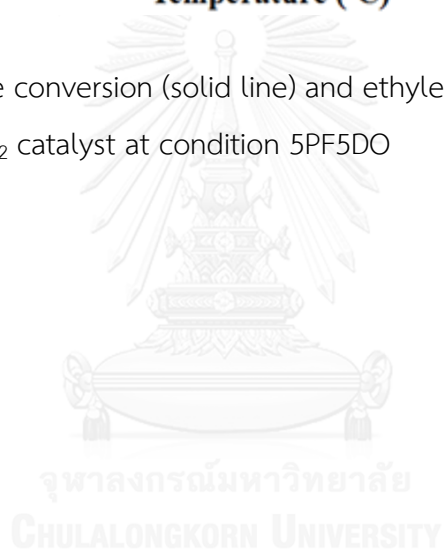 Temperature (°C)
e conversion (solid line) and ethyle
₂ catalyst at condition 5PF5DO
จุฬาลงกรณ์มหาวิทยาลัย
CHULALONGKORN UNIVERSITY